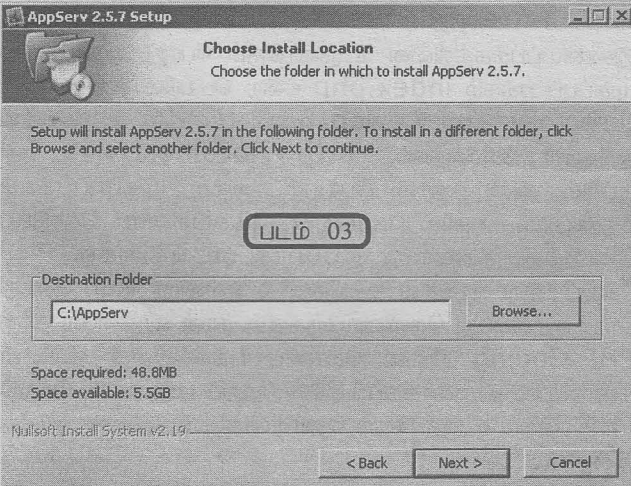 AppServ 2.5.7 Setup
Choose Install Location
Choose the folder in which to install AppServ 2.5.7.
Setup will install AppServ 2.5.7 in the following folder. To install in a different folder, click
Browse and select another folder. Click Next to continue.
படம் 03
Destination Folder
C:\AppServ
Browse...
Space required: 48.8MB
Space available: 5.5GB
Nullsoft Install System v2.19
< Back
Next >
Cancel